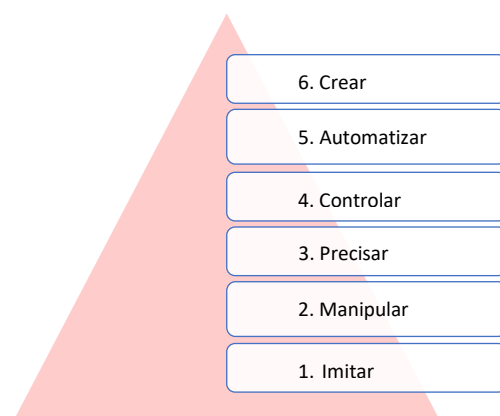 6. Crear
5. Automatizar
4. Controlar
3. Precisar
2. Manipular
1. Imitar